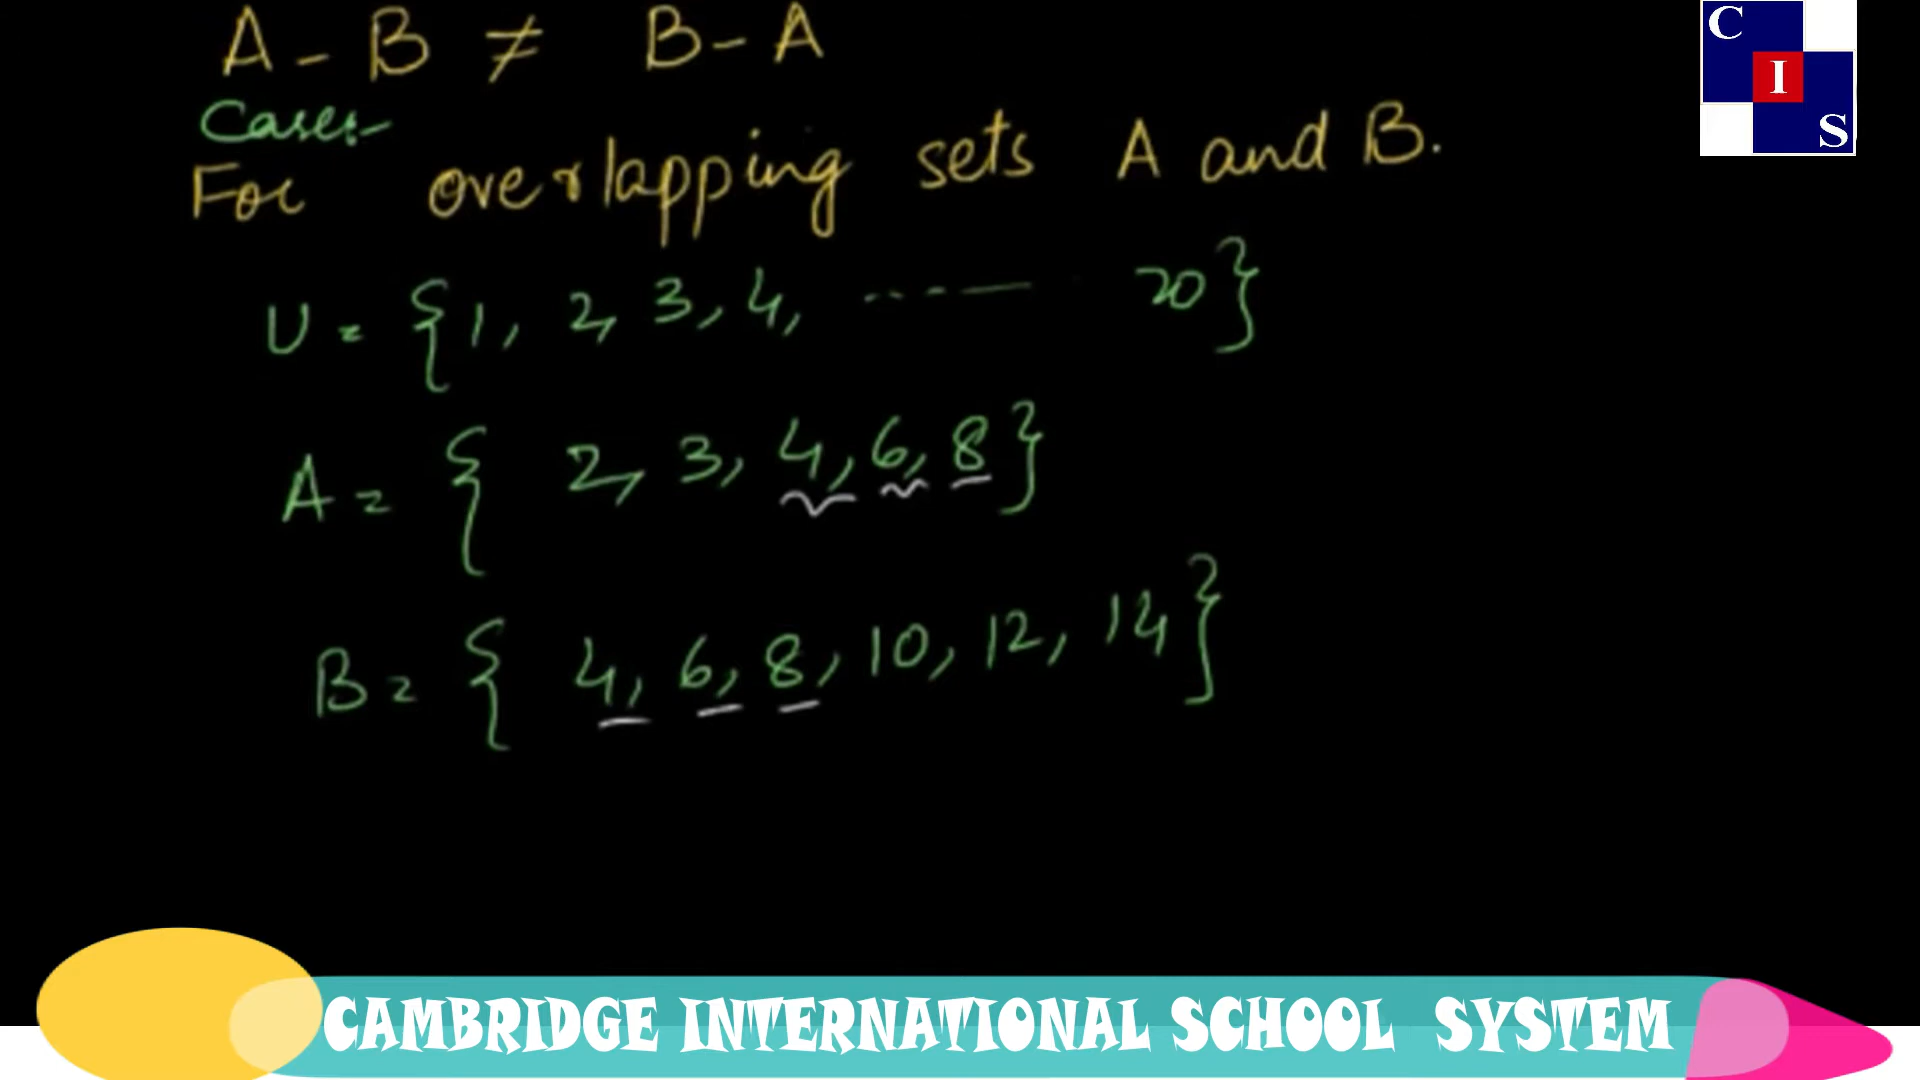 A - B ≠ B - A
Case:-
For overlapping sets A and B.
U = {1, 2, 3, 4, ....— 20}
A = { 2, 3, 4, 6, 8}
B = { 4, 6, 8, 10, 12, 14}
C
I
S
CAMBRIDGE INTERNATIONAL SCHOOL SYSTEM